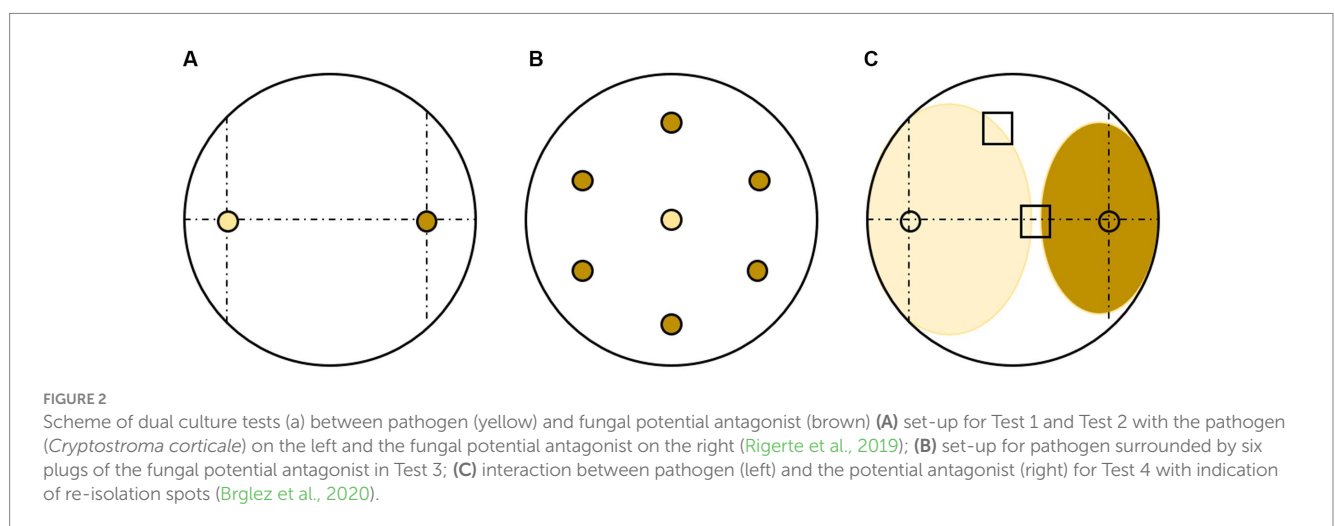 A
B
C
FIGURE 2
Scheme of dual culture tests (a) between pathogen (yellow) and fungal potential antagonist (brown) (A) set-up for Test 1 and Test 2 with the pathogen
(Cryptostroma corticale) on the left and the fungal potential antagonist on the right (Rigerte et al., 2019); (B) set-up for pathogen surrounded by six
plugs of the fungal potential antagonist in Test 3; (C) interaction between pathogen (left) and the potential antagonist (right) for Test 4 with indication
of re-isolation spots (Brglez et al., 2020).